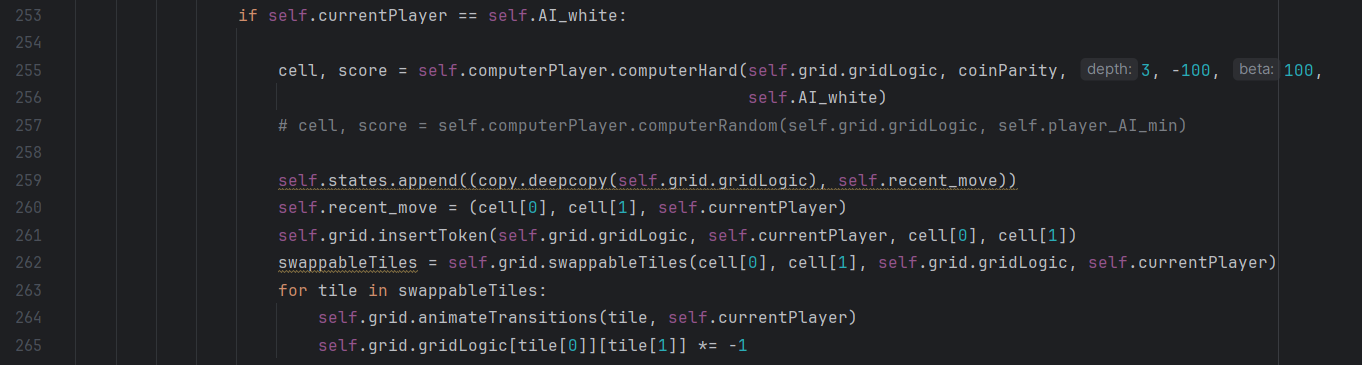 253 if self.currentPlayer == self.AI_white:
254
255 cell, score = self.computerPlayer.computerHard(self.grid.gridLogic, coinParity, depth: 3, -100, beta: 100,
256 self.AI_white)
257 # cell, score = self.computerPlayer.computerRandom(self.grid.gridLogic, self.player_AI_min)
258
259 self.states.append((copy.deepcopy(self.grid.gridLogic), self.recent_move))
260 self.recent_move = (cell[0], cell[1], self.currentPlayer)
261 self.grid.insertToken(self.grid.gridLogic, self.currentPlayer, cell[0], cell[1])
262 swappableTiles = self.grid.swappableTiles(cell[0], cell[1], self.grid.gridLogic, self.currentPlayer)
263 for tile in swappableTiles:
264 self.grid.animateTransitions(tile, self.currentPlayer)
265 self.grid.gridLogic[tile[0]][tile[1]] *= -1